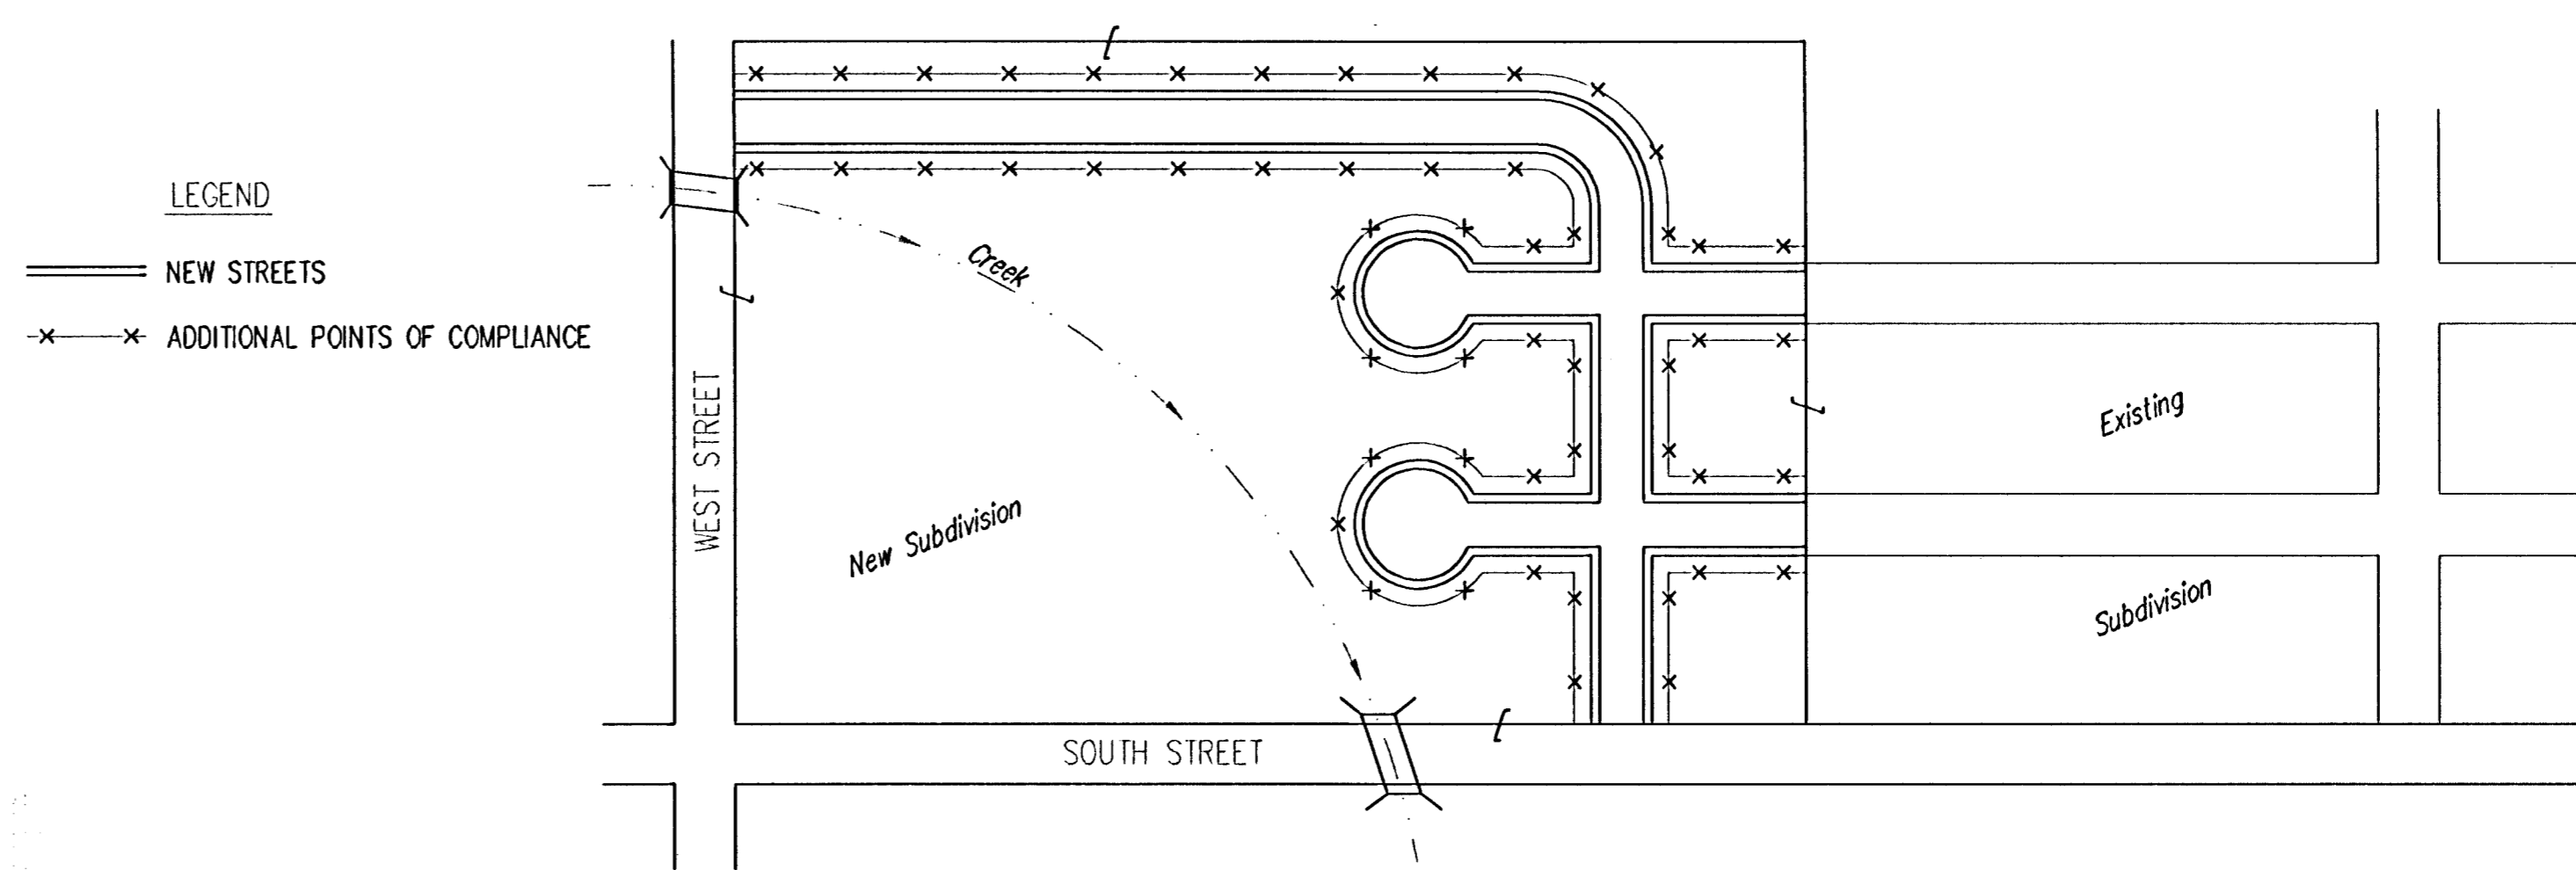 LEGEND
NEW STREETS
ADDITIONAL POINTS OF COMPLIANCE
WEST STREET
Creek
New Subdivision
SOUTH STREET
Existing
Subdivision